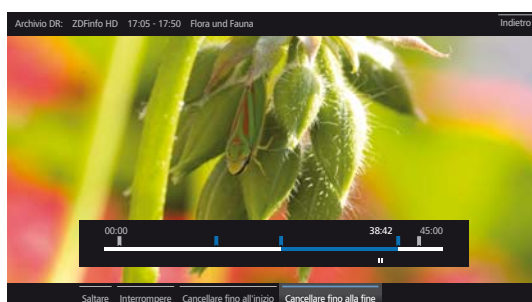 Archivio DR: ZDFinfo HD 17:05 - 17:50 Flora und Fauna Indietro
00:00 38:42 45:00
Saltare Interrompere Cancellare fino all'inizio Cancellare fino alla fine